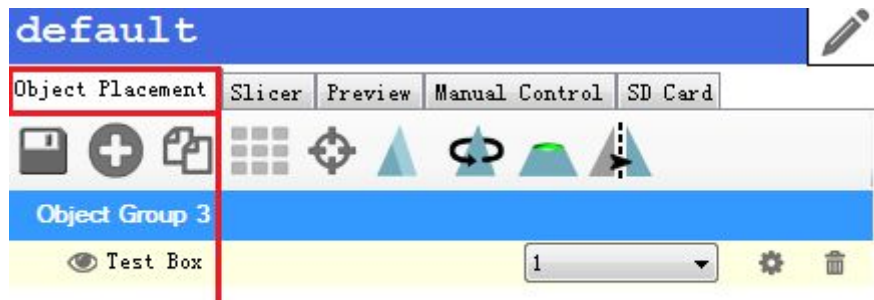 default
Object Placement Slicer Preview Manual Control SD Card
Object Group 3
Test Box 1